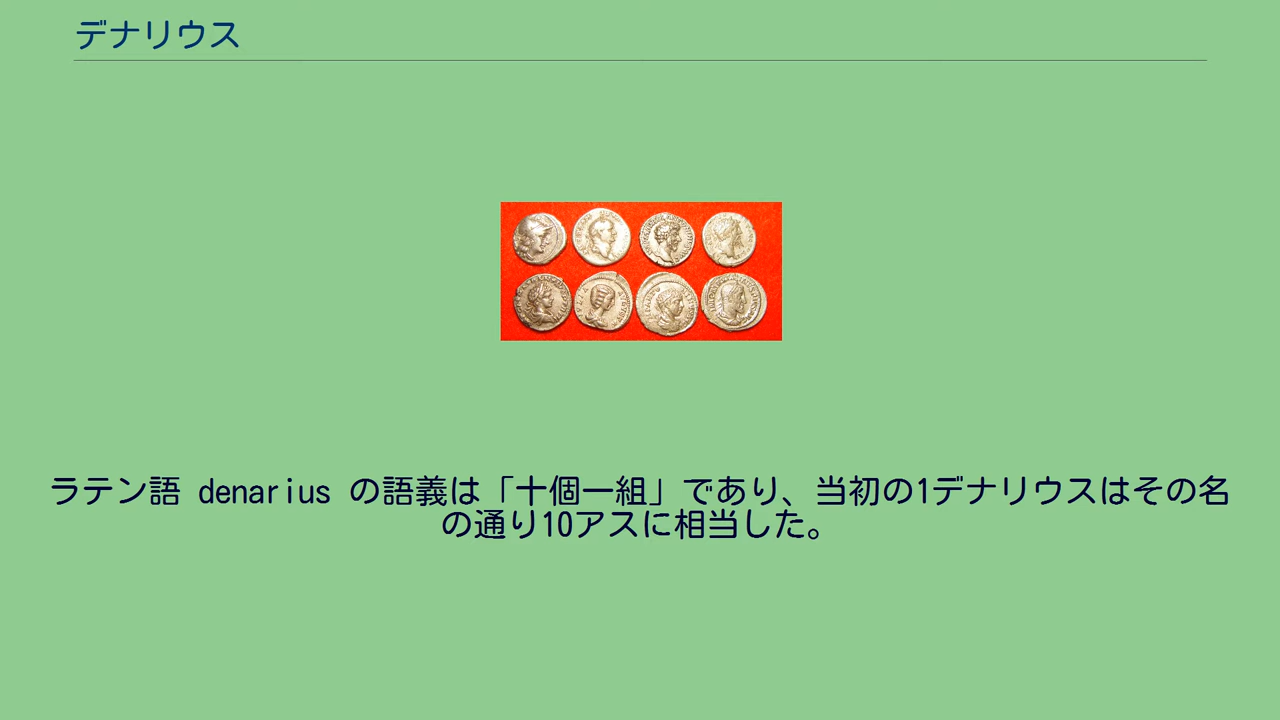 デナリウス
ラテン語 denarius の語義は「十個一組」であり、当初の1デナリウスはその名
の通り10アスに相当した。